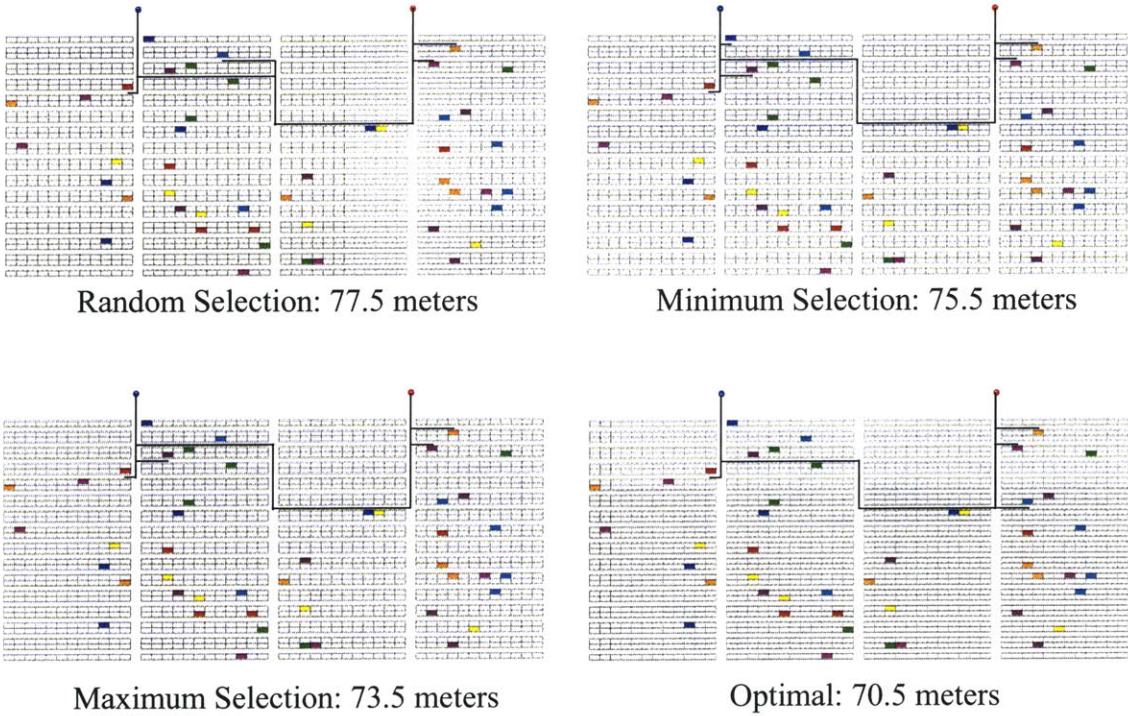 Random Selection: 77.5 meters
Minimum Selection: 75.5 meters
Maximum Selection: 73.5 meters
Optimal: 70.5 meters